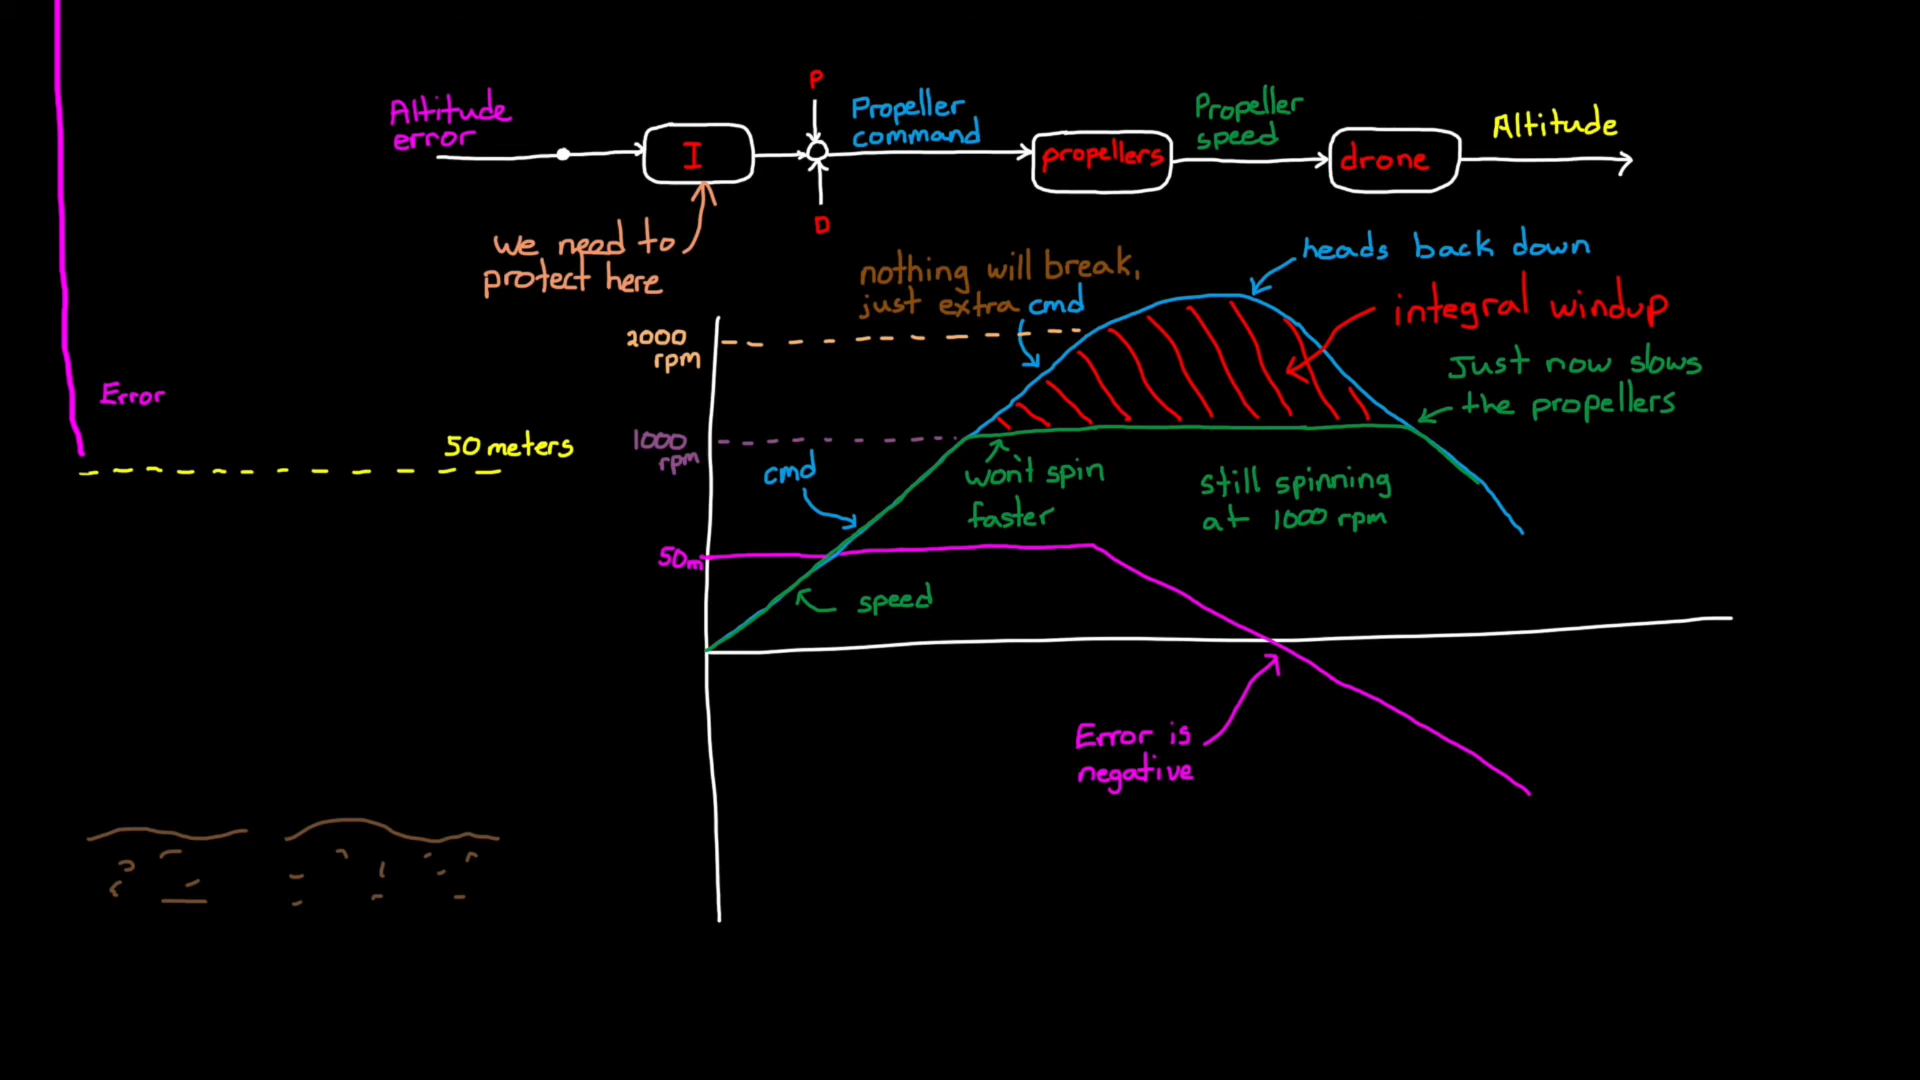 P
Altitude
error
Propeller
command
Propeller
speed
Altitude
I
propellers
drone
D
we need to
protect here
nothing will break,
just extra cmd
heads back down
integral windup
2000
rpm
Just now slows
the propellers
Error
50 meters
1000
rpm
cmd
won't spin
faster
still spinning
at 1000 rpm
50m
speed
Error is
negative